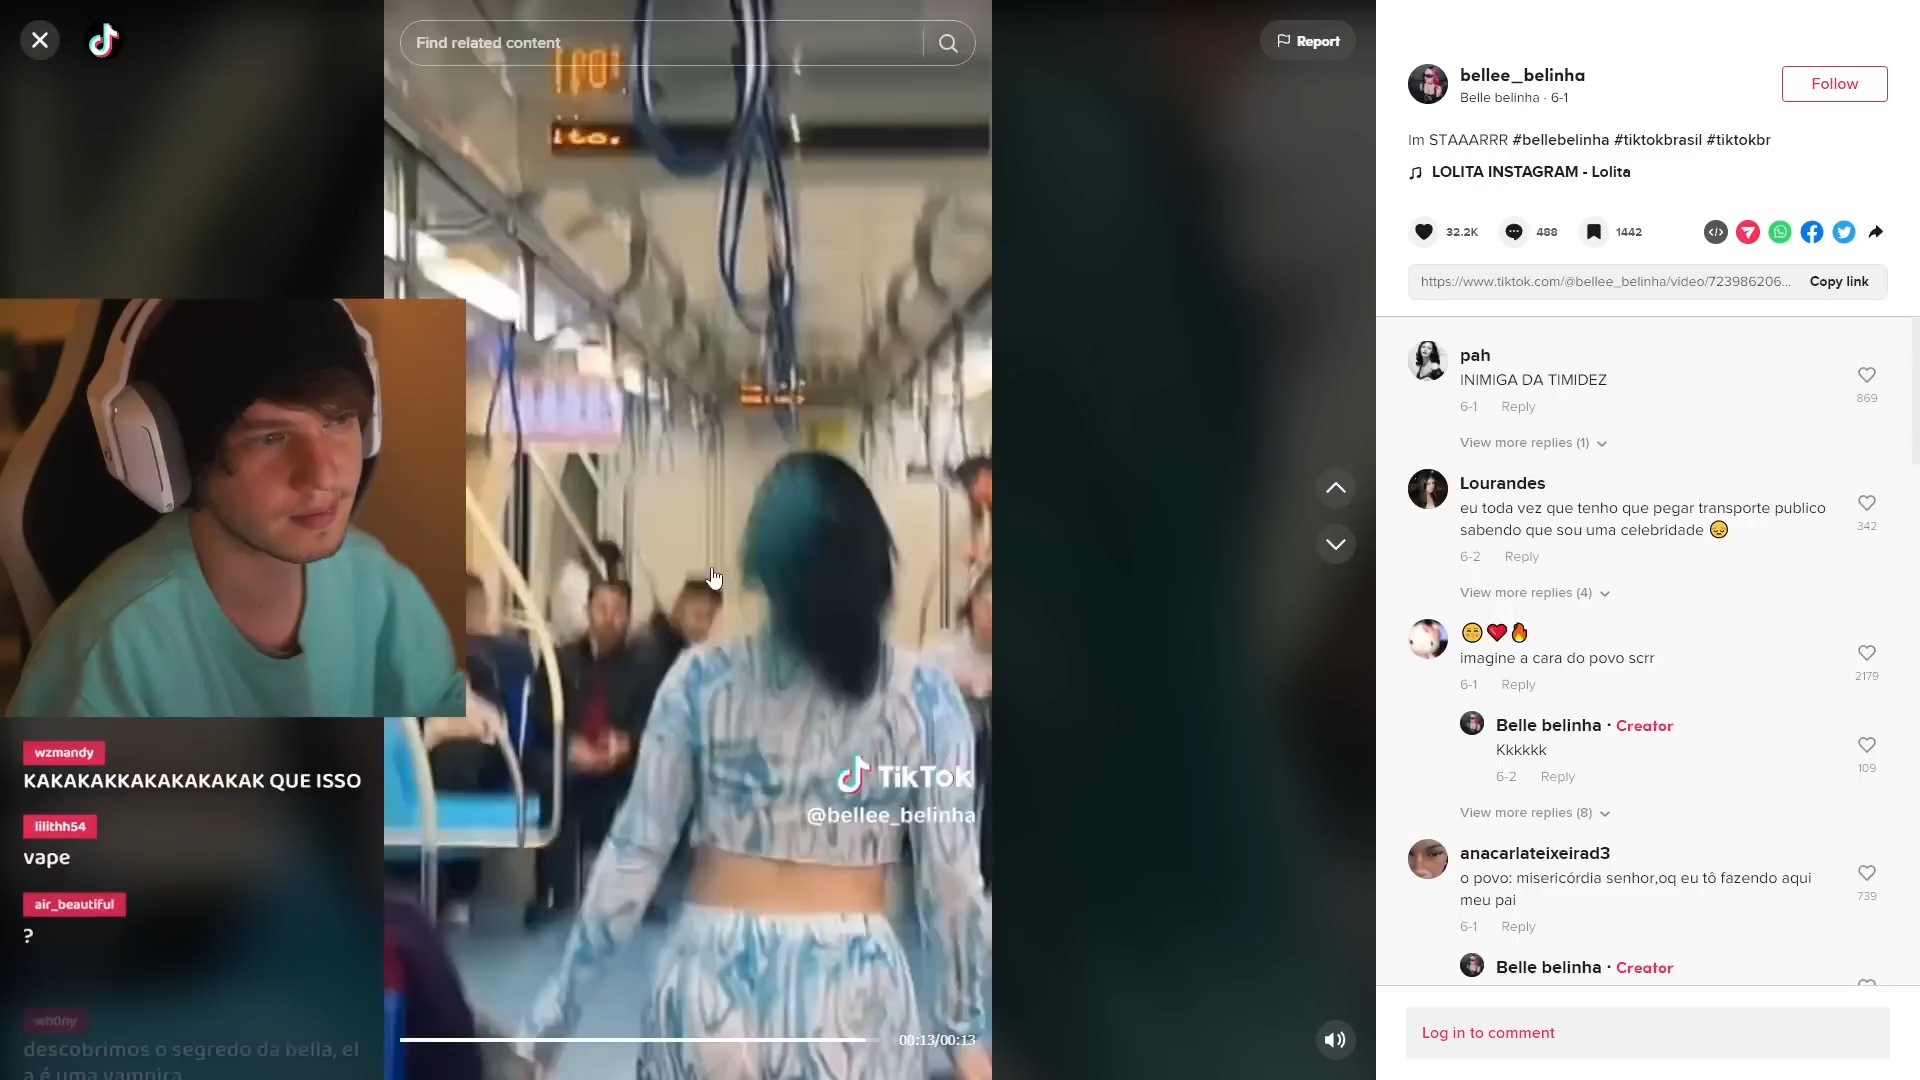 Find related content
Report
ito.
TikTok
@bellee_belinha
00:13/00:13
wzmandy
KAKAKAKKAKAKAKAKAK QUE ISSO
lilithh54
vape
air_beautiful
?
descobrimos o segredo da bella, el
a é uma vampira
bellee_belinha
Belle belinha · 6-1
Follow
Im STAAARRR #bellebelinha #tiktokbrasil #tiktokbr
LOLITA INSTAGRAM - Lolita
32.2K
488
1442
https://www.tiktok.com/@bellee_belinha/video/723986206...
Copy link
pah
INIMIGA DA TIMIDEZ
869
6-1 Reply
View more replies (1)
Lourandes
eu toda vez que tenho que pegar transporte publico
sabendo que sou uma celebridade 😔
342
6-2 Reply
View more replies (4)
😁❤️🔥
imagine a cara do povo scrr
2179
6-1 Reply
Belle belinha · Creator
Kkkkkk
109
6-2 Reply
View more replies (8)
anacarlateixeirad3
o povo: misericórdia senhor,oq eu tô fazendo aqui
meu pai
739
6-1 Reply
Belle belinha · Creator
Log in to comment